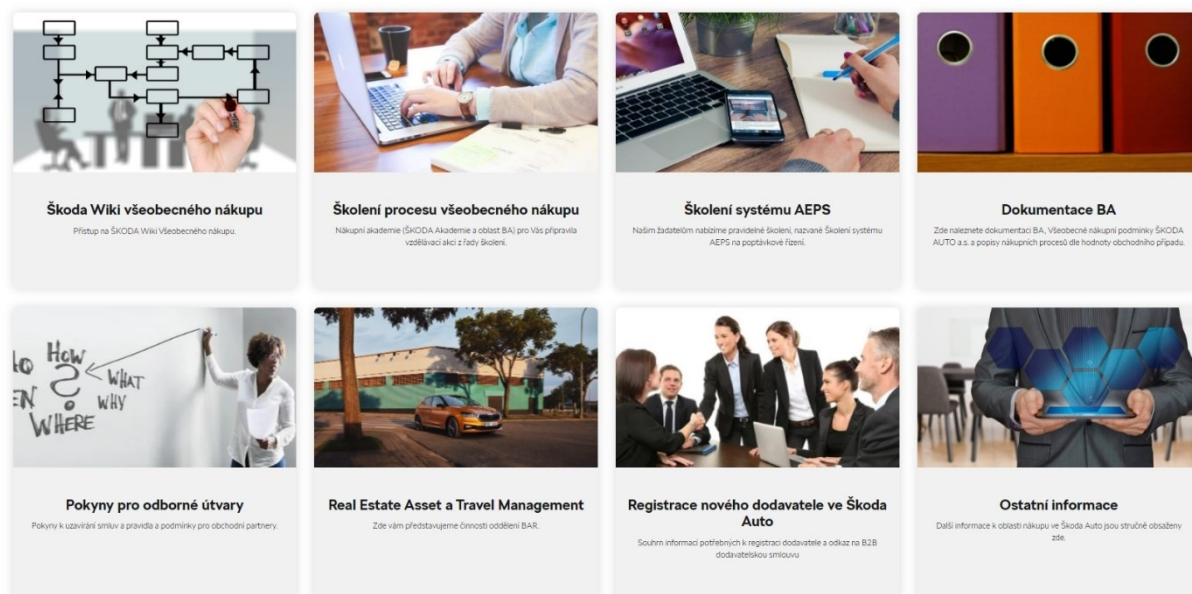 Škoda Wiki všeobecného nákupu
Přístup na ŠKODA Wiki Všeobecného nákupu.
Školení procesu všeobecného nákupu
Nákupní akademie (ŠKODA Akademie a oblast BA) pro Vás připravila
vzdělávací akci z řady školení.
Školení systému AEPS
Našim žadatelům nabízíme pravidelné školení, nazvané Školení systému
AEPS na poptávkové řízení.
Dokumentace BA
Zde naleznete dokumentaci BA, Všeobecné nákupní podmínky ŠKODA
AUTO a.s. a popisy nákupních procesů dle hodnoty obchodního případu.
HOW
WHAT
WHY
EN
WHERE
Pokyny pro odborné útvary
Pokyny k uzavírání smluv a pravidla a podmínky pro obchodní partnery.
Real Estate Asset a Travel Management
Zde vám představujeme činnosti oddělení BAR.
Registrace nového dodavatele ve Škoda
Auto
Souhrn informací potřebných k registraci dodavatele a odkaz na B2B
dodavatelskou smlouvu
Ostatní informace
Další informace k oblasti nákupu ve Škoda Auto jsou stručně obsaženy
zde.